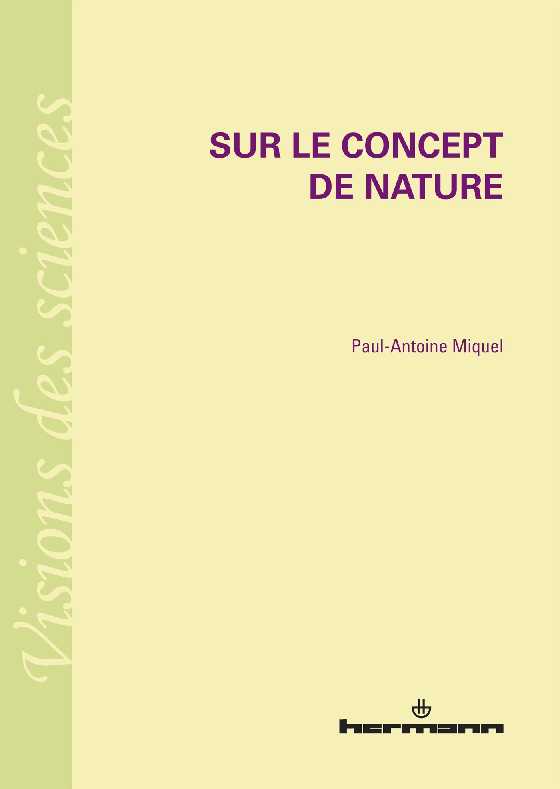 Visions des sciences
SUR LE CONCEPT
DE NATURE
Paul-Antoine Miquel
hermann